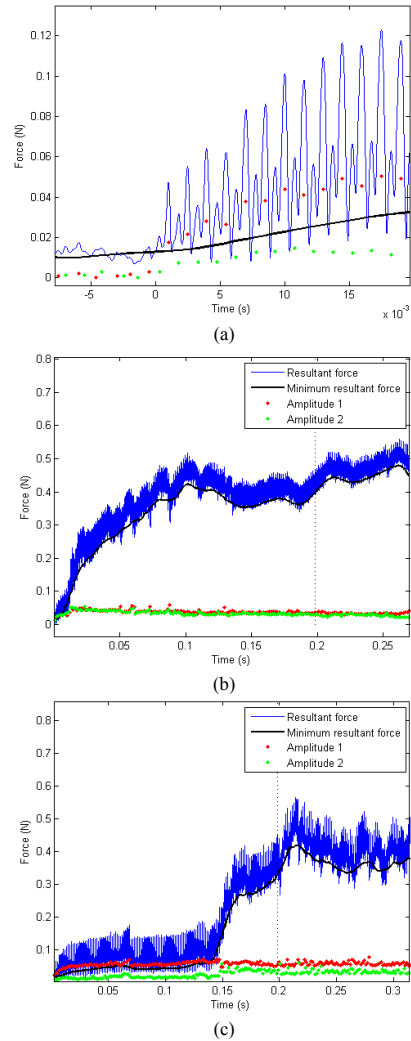 0.12
0.1
0.08
0.06
0.04
0.02
0
Force (N)
-5 0 5 10 15
Time (s)
x 10⁻³
(a)
0.8
0.7
0.6
0.5
0.4
0.3
0.2
0.1
0
Force (N)
Resultant force
Minimum resultant force
Amplitude 1
Amplitude 2
0.05 0.1 0.15 0.2 0.25
Time (s)
(b)
0.8
0.7
0.6
0.5
0.4
0.3
0.2
0.1
Force (N)
Resultant force
Minimum resultant force
Amplitude 1
Amplitude 2
0.05 0.1 0.15 0.2 0.25 0.3
Time (s)
(c)